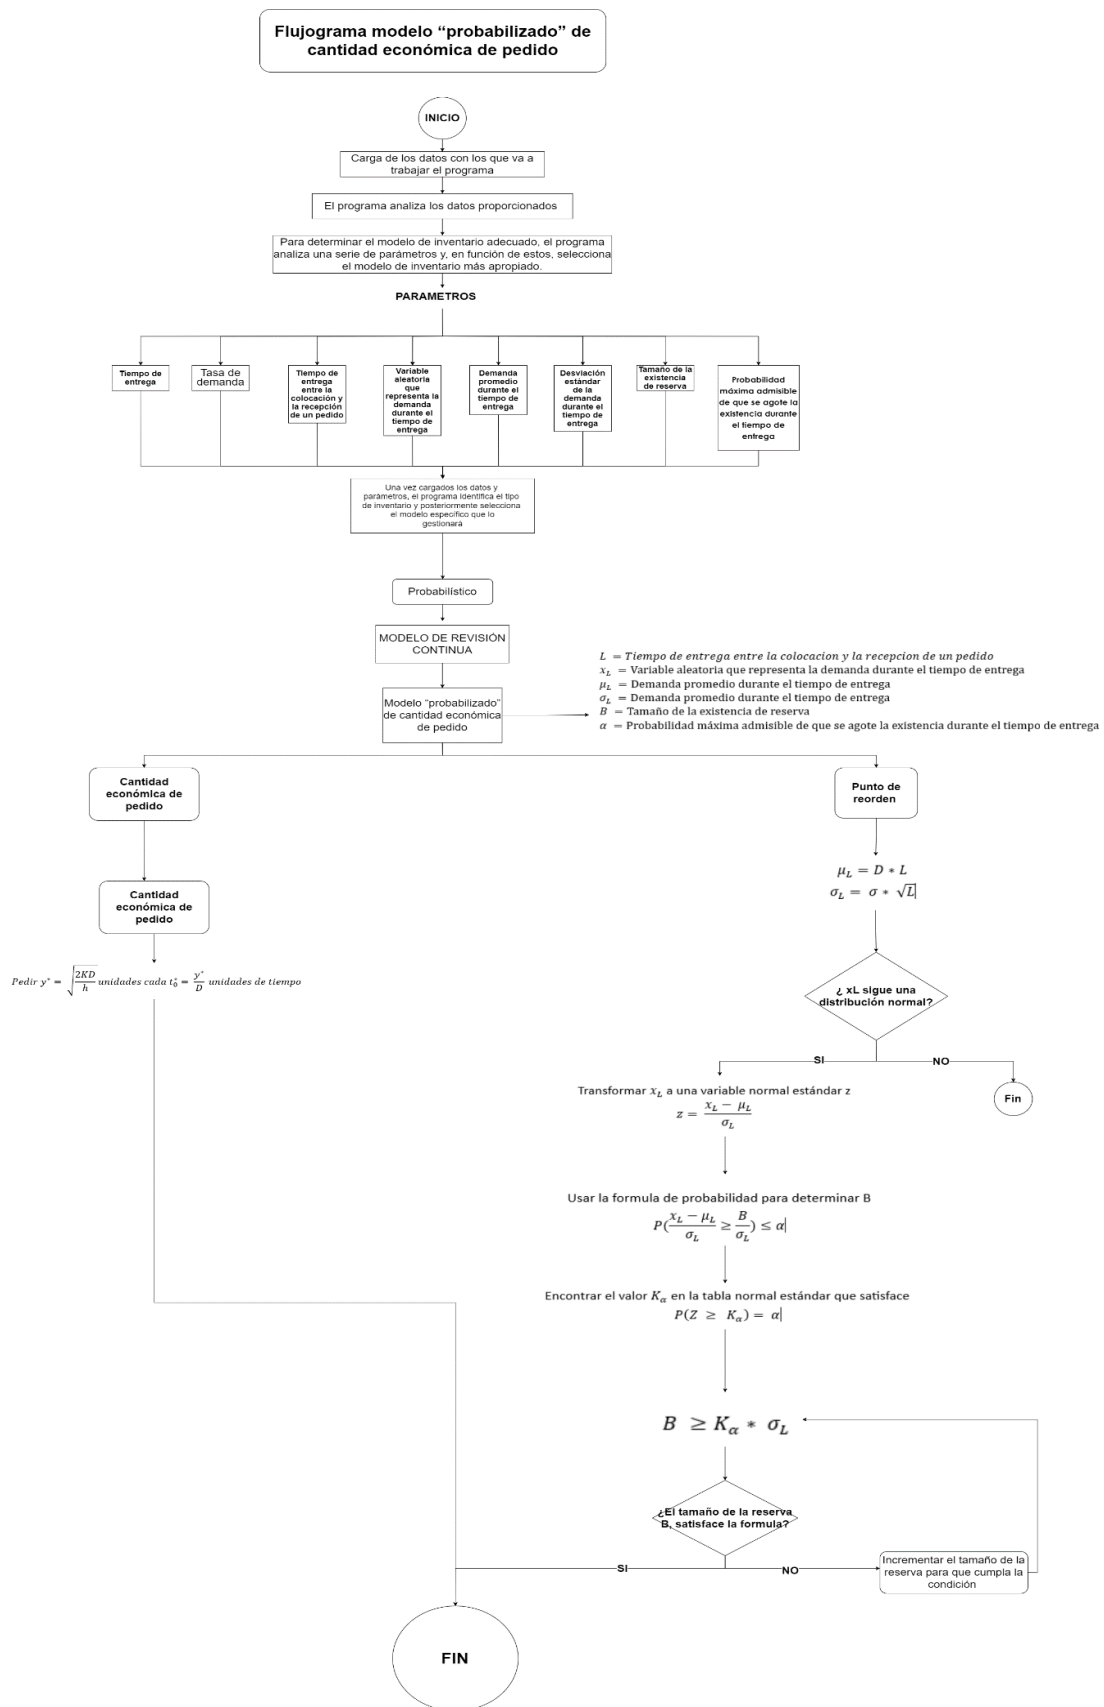 Flujograma modelo “probabilizado” de
cantidad económica de pedido
INICIO
Carga de los datos con los que va a
trabajar el programa
El programa analiza los datos proporcionados
Para determinar el modelo de inventario adecuado, el programa
analiza una serie de parámetros y, en función de estos, selecciona
el modelo de inventario más apropiado.
PARAMETROS
Tiempo de
entrega
Tasa de
demanda
Tiempo de
entrega
entre la
colocación y
la recepción
de un pedido
Variable
aleatoria
que
representa la
demanda
durante el
tiempo de
entrega
Demanda
promedio
durante el
tiempo de
entrega
Desviación
estándar
de la
demanda
durante el
tiempo de
entrega
Tamaño de la
existencia
de reserva
Probabilidad
máxima admisible
de que se agote la
existencia durante
el tiempo de
entrega
Una vez cargados los datos y
parámetros, el programa identifica el tipo
de inventario y posteriormente selecciona
el modelo específico que lo
gestionará
Probabilístico
MODELO DE REVISIÓN
CONTINUA
Modelo “probabilizado”
de cantidad económica
de pedido
L = Tiempo de entrega entre la colocacion y la recepcion de un pedido
x_L = Variable aleatoria que representa la demanda durante el tiempo de entrega
μ_L = Demanda promedio durante el tiempo de entrega
σ_L = Demanda promedio durante el tiempo de entrega
B = Tamaño de la existencia de reserva
α = Probabilidad máxima admisible de que se agote la existencia durante el tiempo de entrega
Cantidad
económica de
pedido
Cantidad
económica de
pedido
Pedir y* = √(2KD/h) unidades cada t₀* = y*/D unidades de tiempo
Punto de
reorden
μ_L = D * L
σ_L = σ * √L
¿ xL sigue una
distribución normal?
SI
NO
Fin
Transformar x_L a una variable normal estándar z
z = (x_L − μ_L)/σ_L
Usar la formula de probabilidad para determinar B
P((x_L − μ_L)/σ_L ≥ B/σ_L) ≤ α
Encontrar el valor K_α en la tabla normal estándar que satisface
P(Z ≥ K_α) = α
B ≥ K_α * σ_L
¿El tamaño de la reserva
B, satisface la formula?
SI
NO
Incrementar el tamaño de la
reserva para que cumpla la
condición
FIN